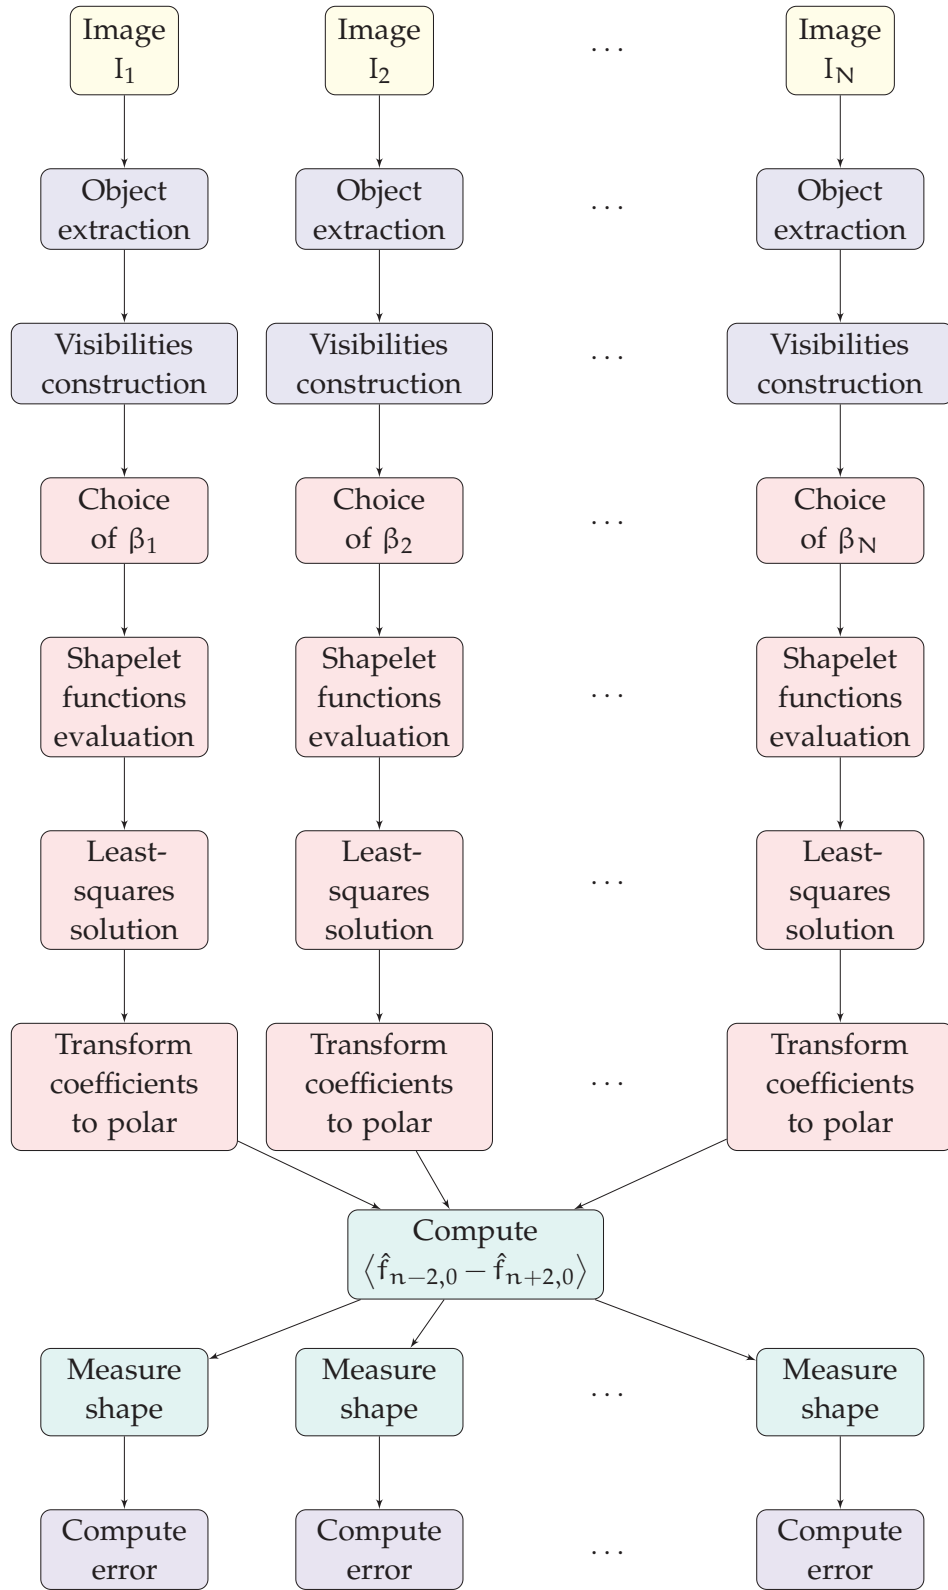 Image
I₁
Image
I₂
. . .
Image
I_N
Object
extraction
Object
extraction
. . .
Object
extraction
Visibilities
construction
Visibilities
construction
. . .
Visibilities
construction
Choice
of β₁
Choice
of β₂
. . .
Choice
of β_N
Shapelet
functions
evaluation
Shapelet
functions
evaluation
. . .
Shapelet
functions
evaluation
Least-
squares
solution
Least-
squares
solution
. . .
Least-
squares
solution
Transform
coefficients
to polar
Transform
coefficients
to polar
. . .
Transform
coefficients
to polar
Compute
⟨f̂ₙ₋₂,₀ − f̂ₙ₊₂,₀⟩
Measure
shape
Measure
shape
. . .
Measure
shape
Compute
error
Compute
error
. . .
Compute
error